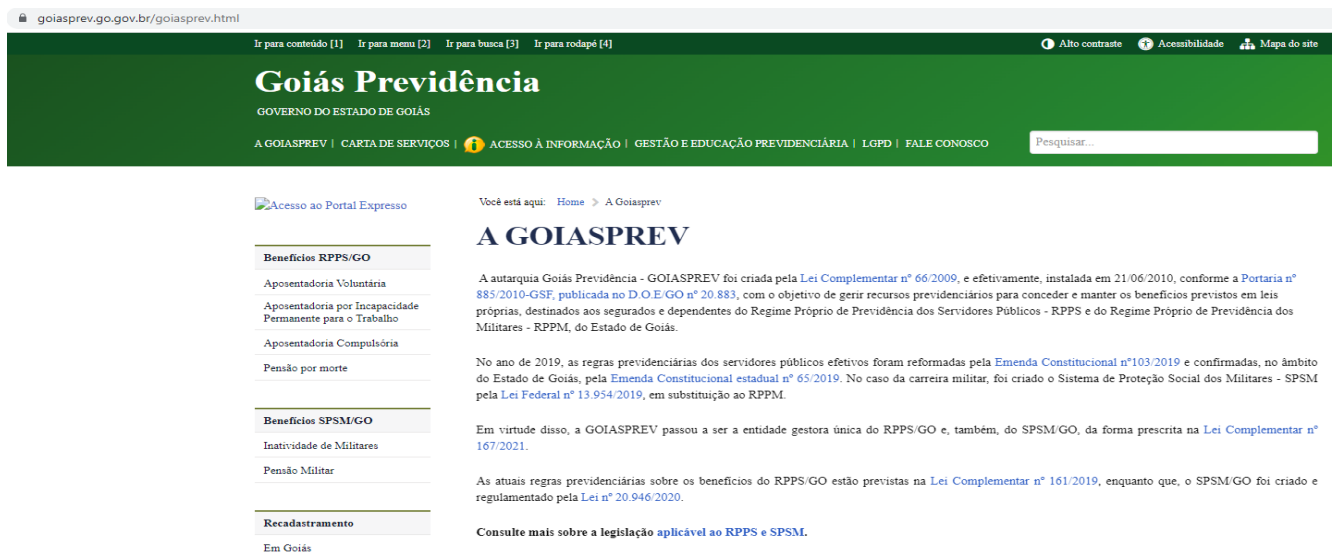 goiasprev.go.gov.br/goiasprev.html
Ir para conteúdo [1] Ir para menu [2] Ir para busca [3] Ir para rodapé [4] Alto contraste Acessibilidade Mapa do site
Goiás Previdência
GOVERNO DO ESTADO DE GOIÁS
A GOIASPREV | CARTA DE SERVIÇOS | ACESSO À INFORMAÇÃO | GESTÃO E EDUCAÇÃO PREVIDENCIÁRIA | LGPD | FALE CONOSCO
Pesquisar...
Acesso ao Portal Expresso
Benefícios RPPS/GO
Aposentadoria Voluntária
Aposentadoria por Incapacidade
Permanente para o Trabalho
Aposentadoria Compulsória
Pensão por morte
Benefícios SPSM/GO
Inatividade de Militares
Pensão Militar
Recadastramento
Em Goiás
Você está aqui: Home > A Goiasprev
A GOIASPREV
A autarquia Goiás Previdência - GOIASPREV foi criada pela Lei Complementar nº 66/2009, e efetivamente, instalada em 21/06/2010, conforme a Portaria nº
885/2010-GSF, publicada no D.O.E/GO nº 20.883, com o objetivo de gerir recursos previdenciários para conceder e manter os benefícios previstos em leis
próprias, destinados aos segurados e dependentes do Regime Próprio de Previdência dos Servidores Públicos - RPPS e do Regime Próprio de Previdência dos
Militares - RPPM, do Estado de Goiás.
No ano de 2019, as regras previdenciárias dos servidores públicos efetivos foram reformadas pela Emenda Constitucional nº103/2019 e confirmadas, no âmbito
do Estado de Goiás, pela Emenda Constitucional estadual nº 65/2019. No caso da carreira militar, foi criado o Sistema de Proteção Social dos Militares - SPSM
pela Lei Federal nº 13.954/2019, em substituição ao RPPM.
Em virtude disso, a GOIASPREV passou a ser a entidade gestora única do RPPS/GO e, também, do SPSM/GO, da forma prescrita na Lei Complementar nº
167/2021.
As atuais regras previdenciárias sobre os benefícios do RPPS/GO estão previstas na Lei Complementar nº 161/2019, enquanto que, o SPSM/GO foi criado e
regulamentado pela Lei nº 20.946/2020.
Consulte mais sobre a legislação aplicável ao RPPS e SPSM.